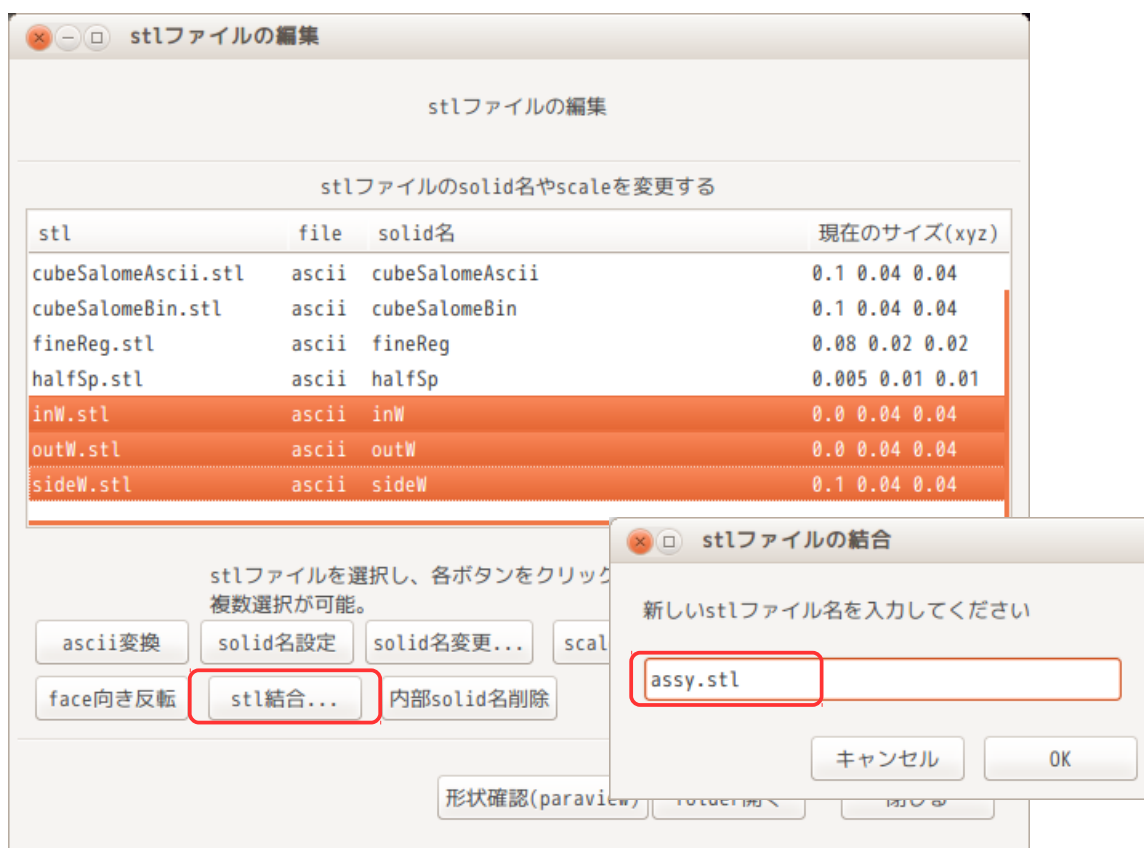 stlファイルの編集
stlファイルの編集
stlファイルのsolid名やscaleを変更する
stl file solid名 現在のサイズ(xyz)
cubeSalomeAscii.stl ascii cubeSalomeAscii 0.1 0.04 0.04
cubeSalomeBin.stl ascii cubeSalomeBin 0.1 0.04 0.04
fineReg.stl ascii fineReg 0.08 0.02 0.02
halfSp.stl ascii halfSp 0.005 0.01 0.01
inW.stl ascii inW 0.0 0.04 0.04
outW.stl ascii outW 0.0 0.04 0.04
sideW.stl ascii sideW 0.1 0.04 0.04
stlファイルを選択し、各ボタンをクリック
複数選択が可能。
ascii変換 solid名設定 solid名変更... scal
face向き反転 stl結合... 内部solid名削除
形状確認(paraview) folder開く 閉じる
stlファイルの結合
新しいstlファイル名を入力してください
assy.stl
キャンセル OK